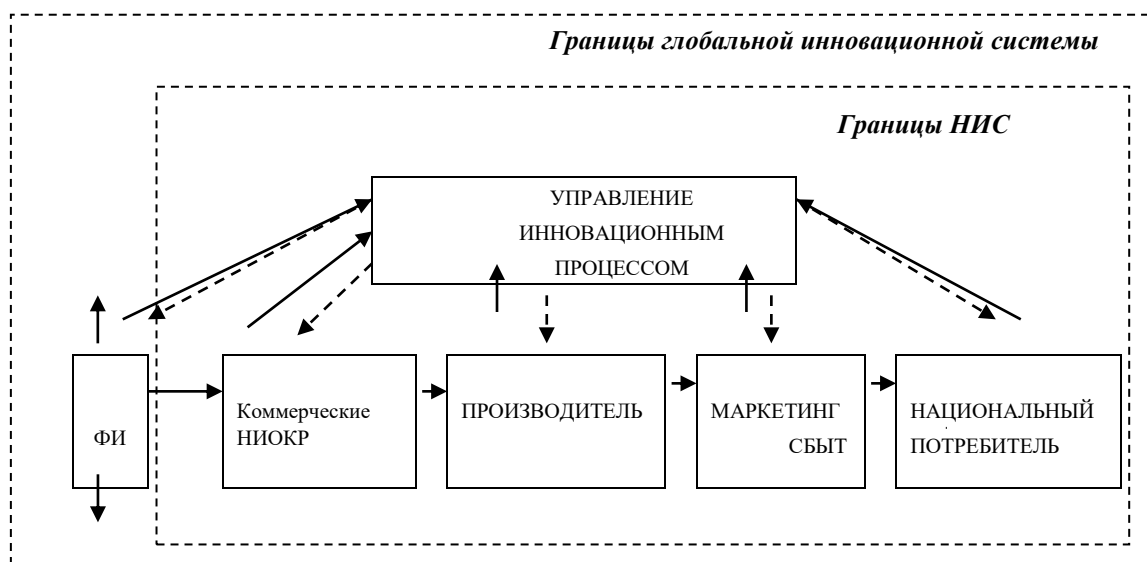 Границы глобальной инновационной системы
Границы НИС
УПРАВЛЕНИЕ
ИННОВАЦИОННЫМ
ПРОЦЕССОМ
ФИ
Коммерческие
НИОКР
ПРОИЗВОДИТЕЛЬ
МАРКЕТИНГ
СБЫТ
НАЦИОНАЛЬНЫЙ
ПОТРЕБИТЕЛЬ